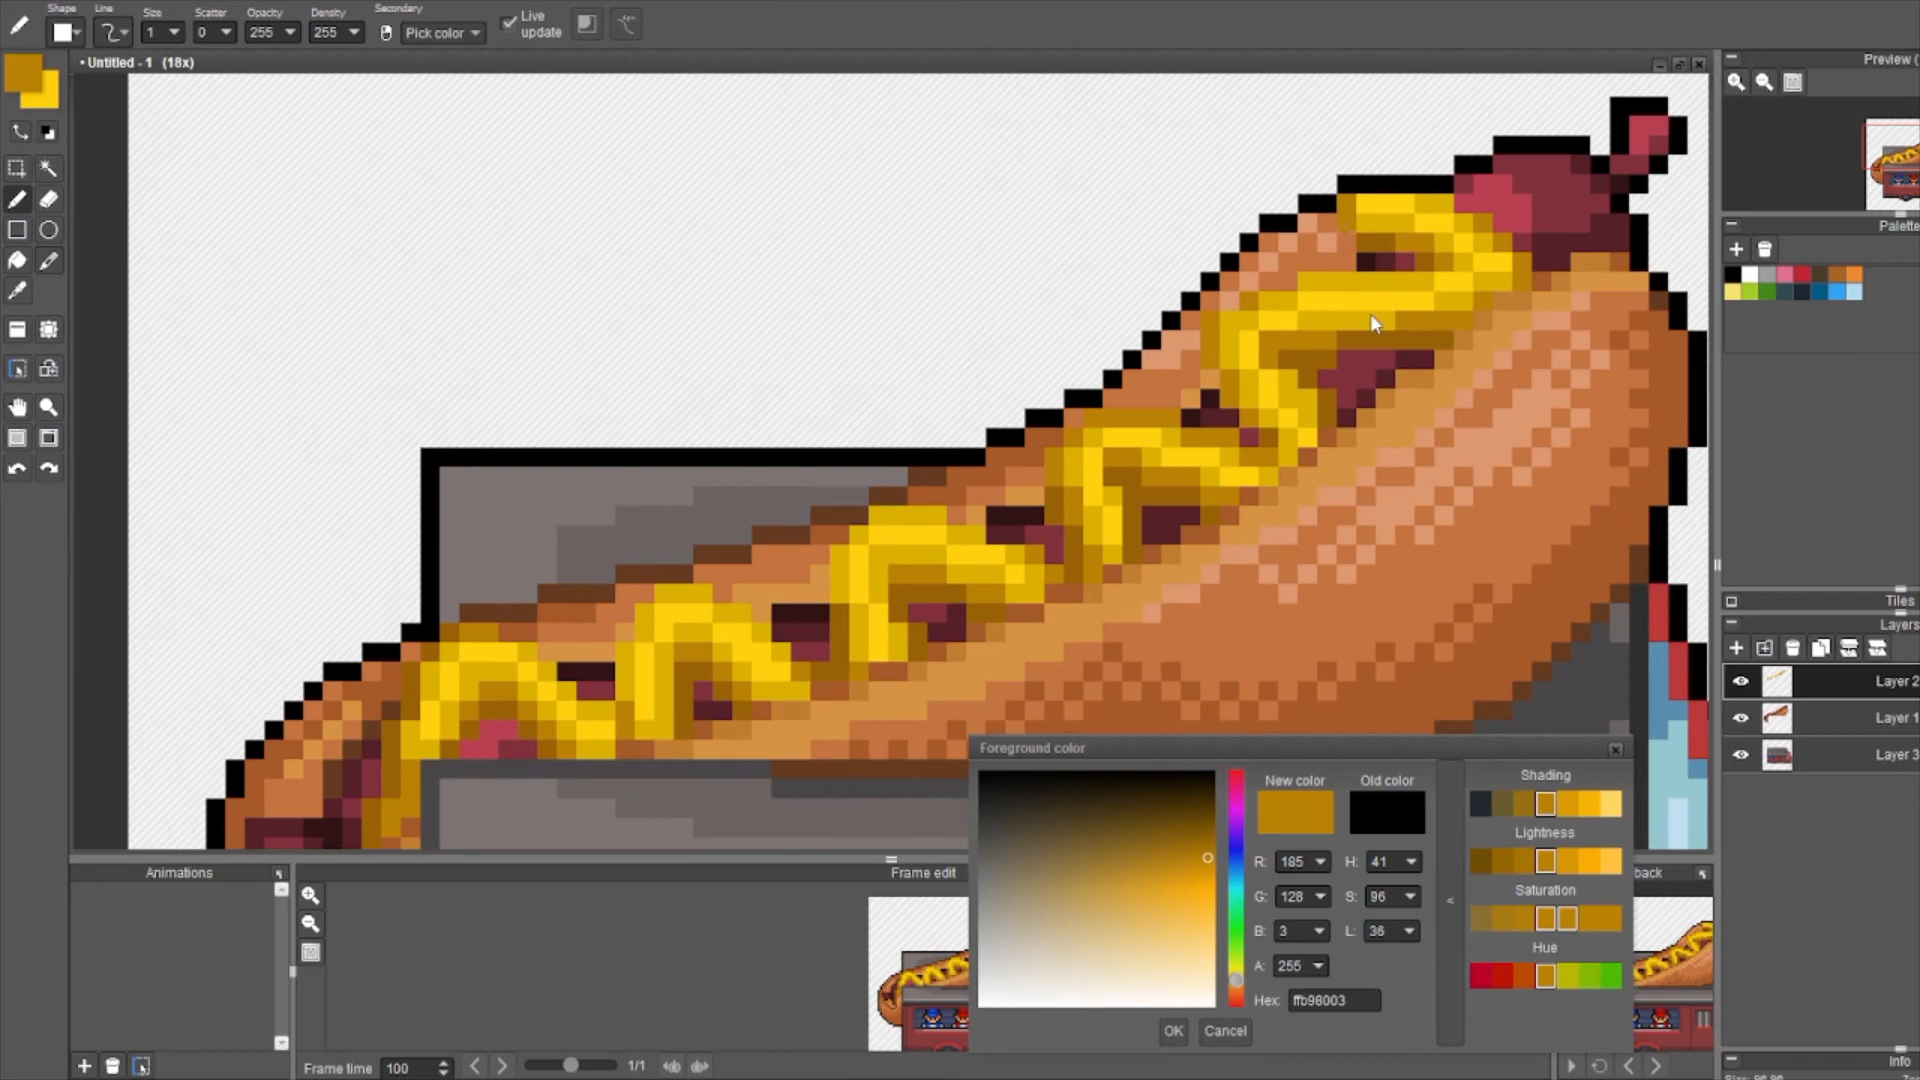 Shape Line Size Scatter Opacity Density Secondary
1 0 255 255 Pick color Live update
• Untitled - 1 (18x)
Preview (
Palette
Tiles
Layers
Layer 2
Layer 1
Layer 3
Foreground color
New color Old color
R: 185 H: 41
G: 128 S: 96
B: 3 L: 36
A: 255
Hex: ffb98003
OK Cancel
<
Shading
Lightness
Saturation
Hue
Animations
Frame edit
back
Frame time 100
1/1
Info